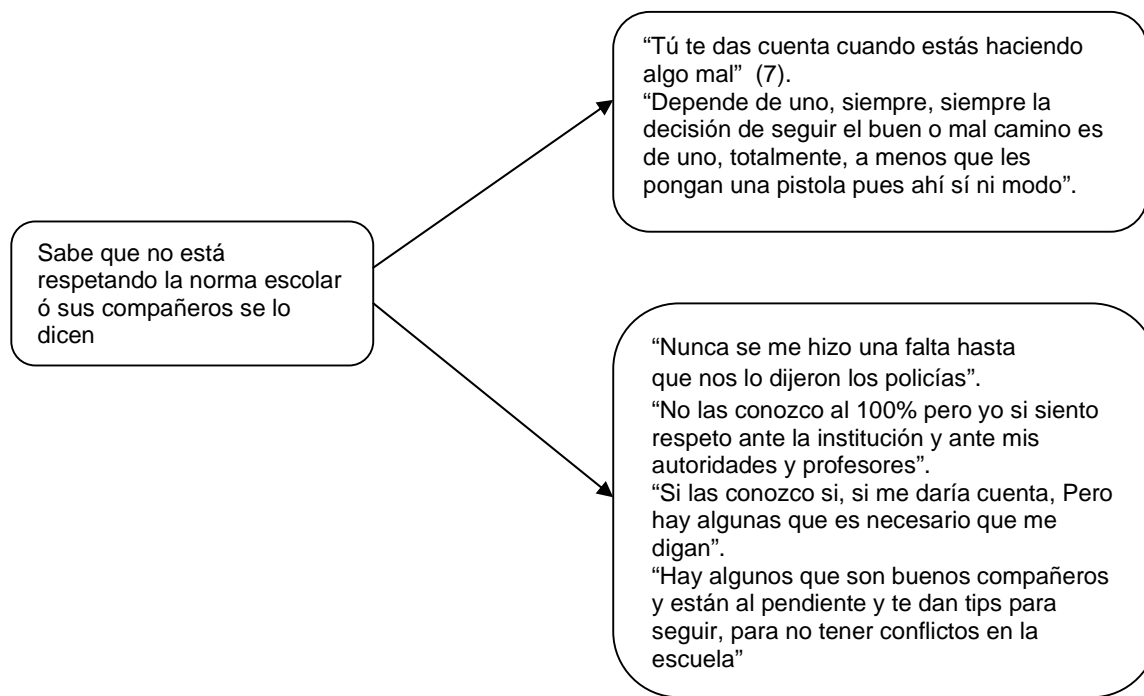 “Tú te das cuenta cuando estás haciendo
algo mal”  (7).
“Depende de uno, siempre, siempre la
decisión de seguir el buen o mal camino es
de uno, totalmente, a menos que les
pongan una pistola pues ahí sí ni modo”.
Sabe que no está
respetando la norma escolar
ó sus compañeros se lo
dicen
“Nunca se me hizo una falta hasta
que nos lo dijeron los policías”.
“No las conozco al 100% pero yo si siento
respeto ante la institución y ante mis
autoridades y profesores”.
“Si las conozco si, si me daría cuenta, Pero
hay algunas que es necesario que me
digan”.
“Hay algunos que son buenos compañeros
y están al pendiente y te dan tips para
seguir, para no tener conflictos en la
escuela”